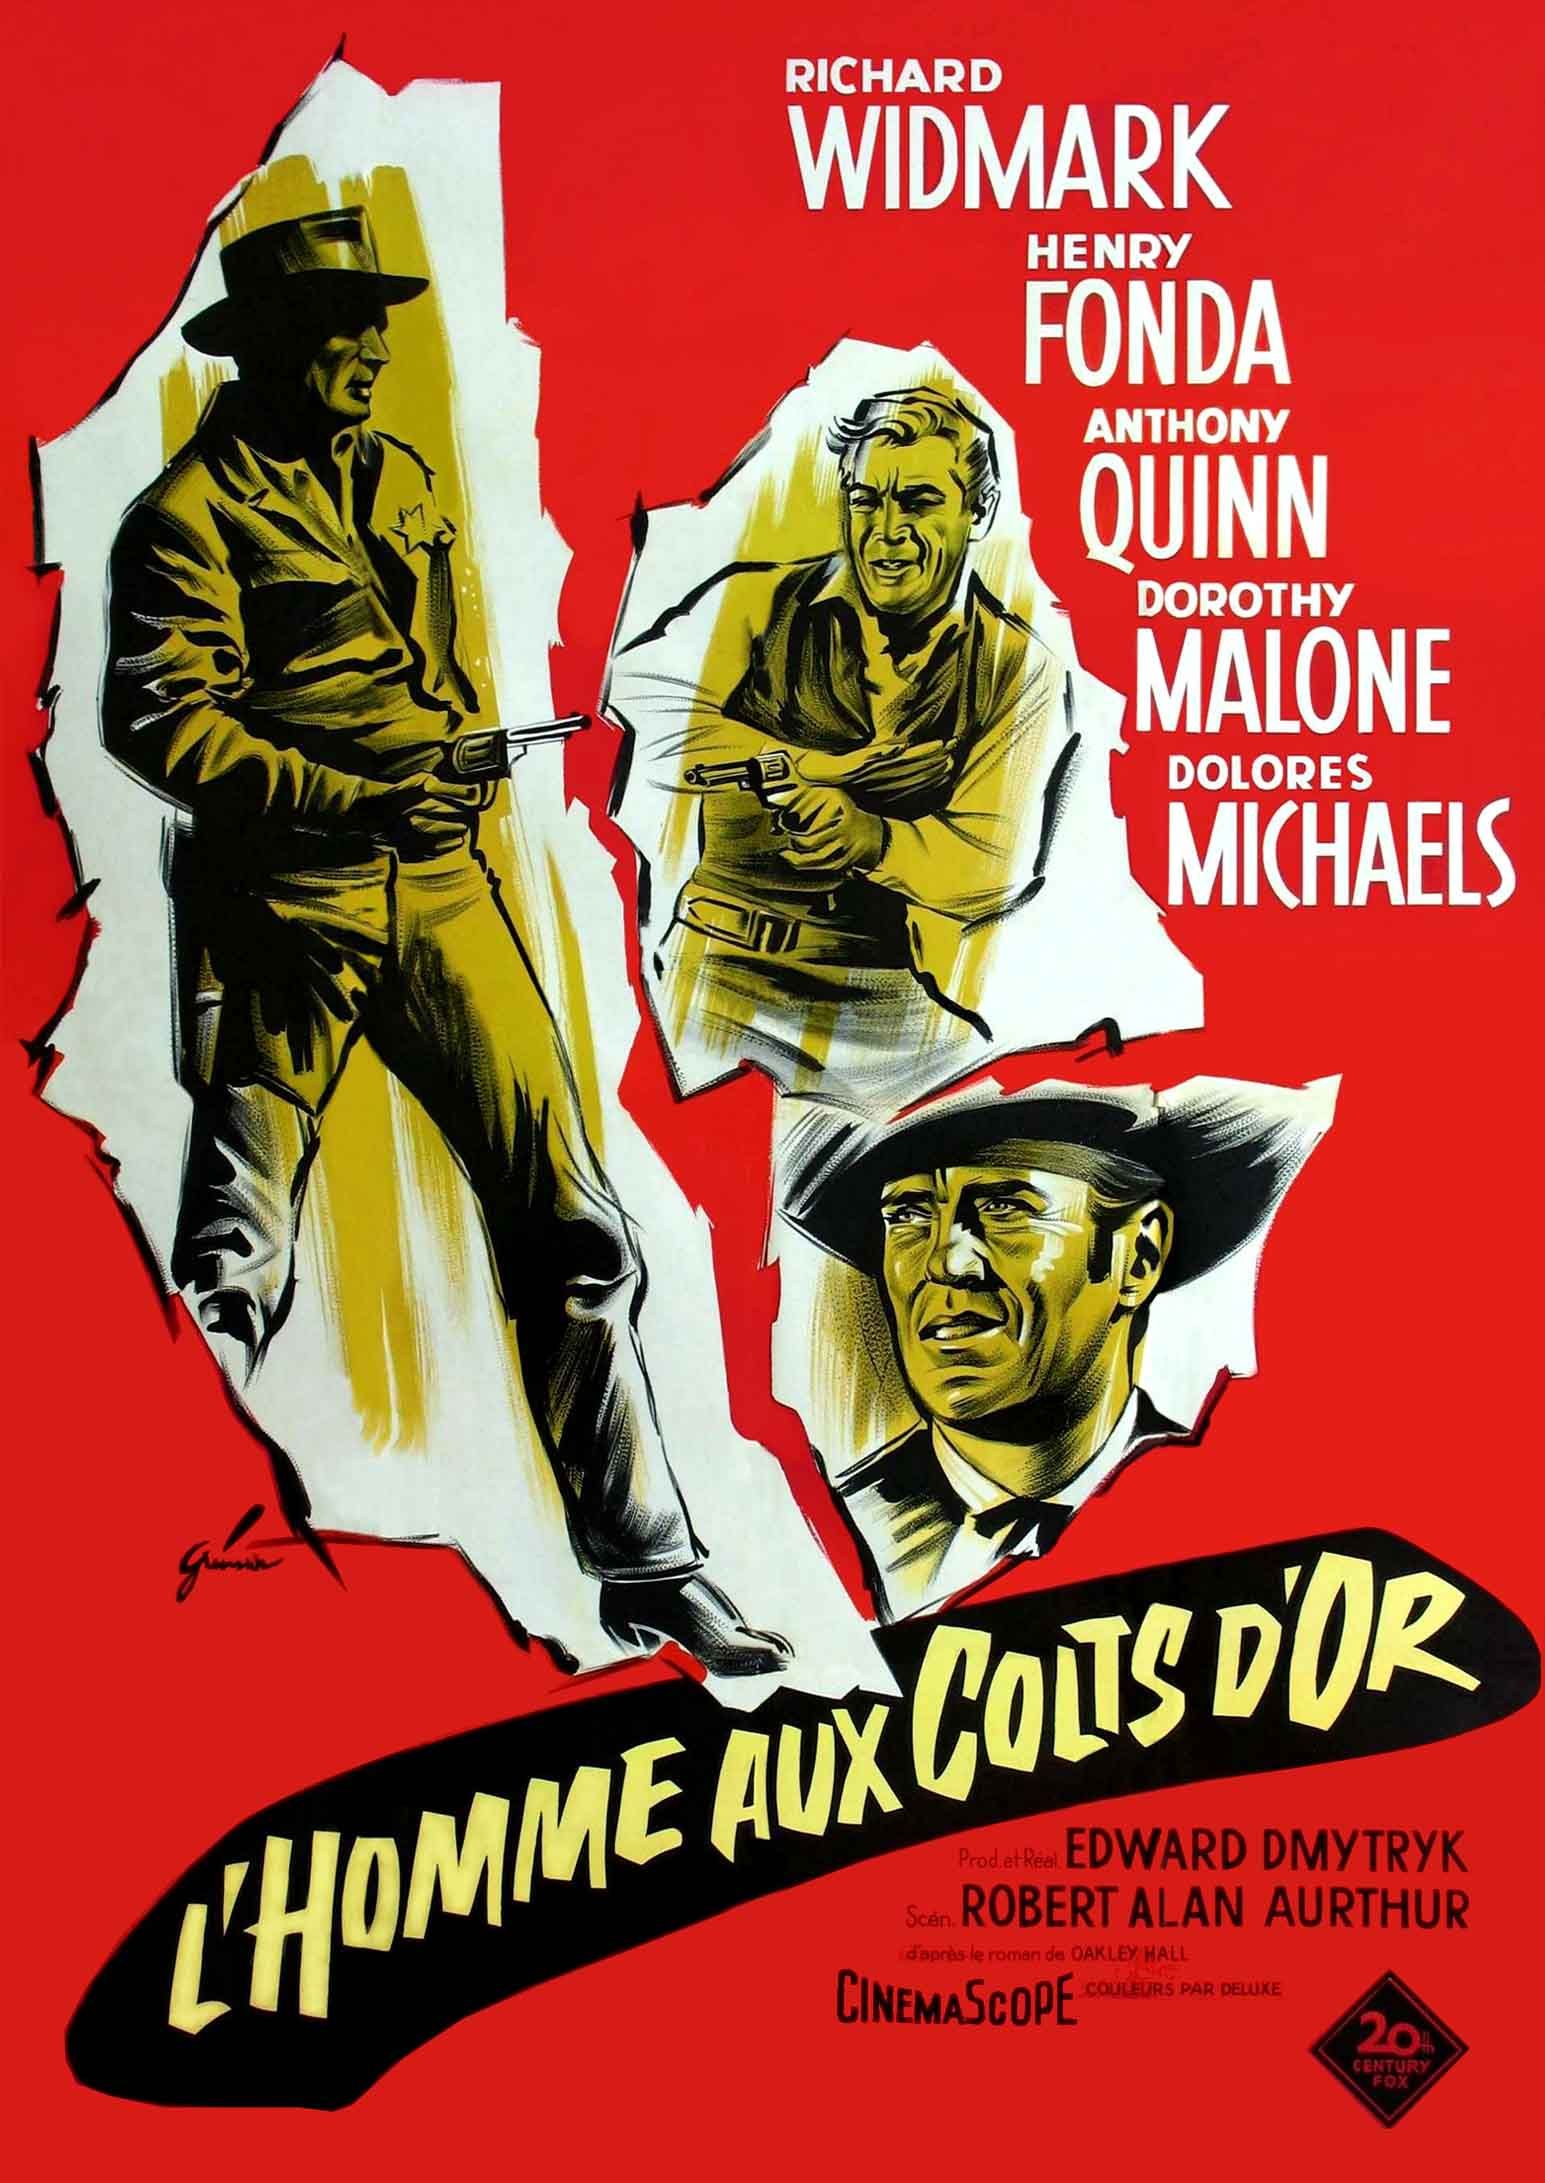 RICHARD
WIDMARK
HENRY
FONDA
ANTHONY
QUINN
DOROTHY
MALONE
DOLORES
MICHAELS
L'HOMME AUX COLTS D'OR
Prod. et Réal. EDWARD DMYTRYK
Scén. ROBERT ALAN AURTHUR
d'après le roman de OAKLEY HALL
CINEMASCOPE COULEURS PAR DELUXE
20th
CENTURY
FOX